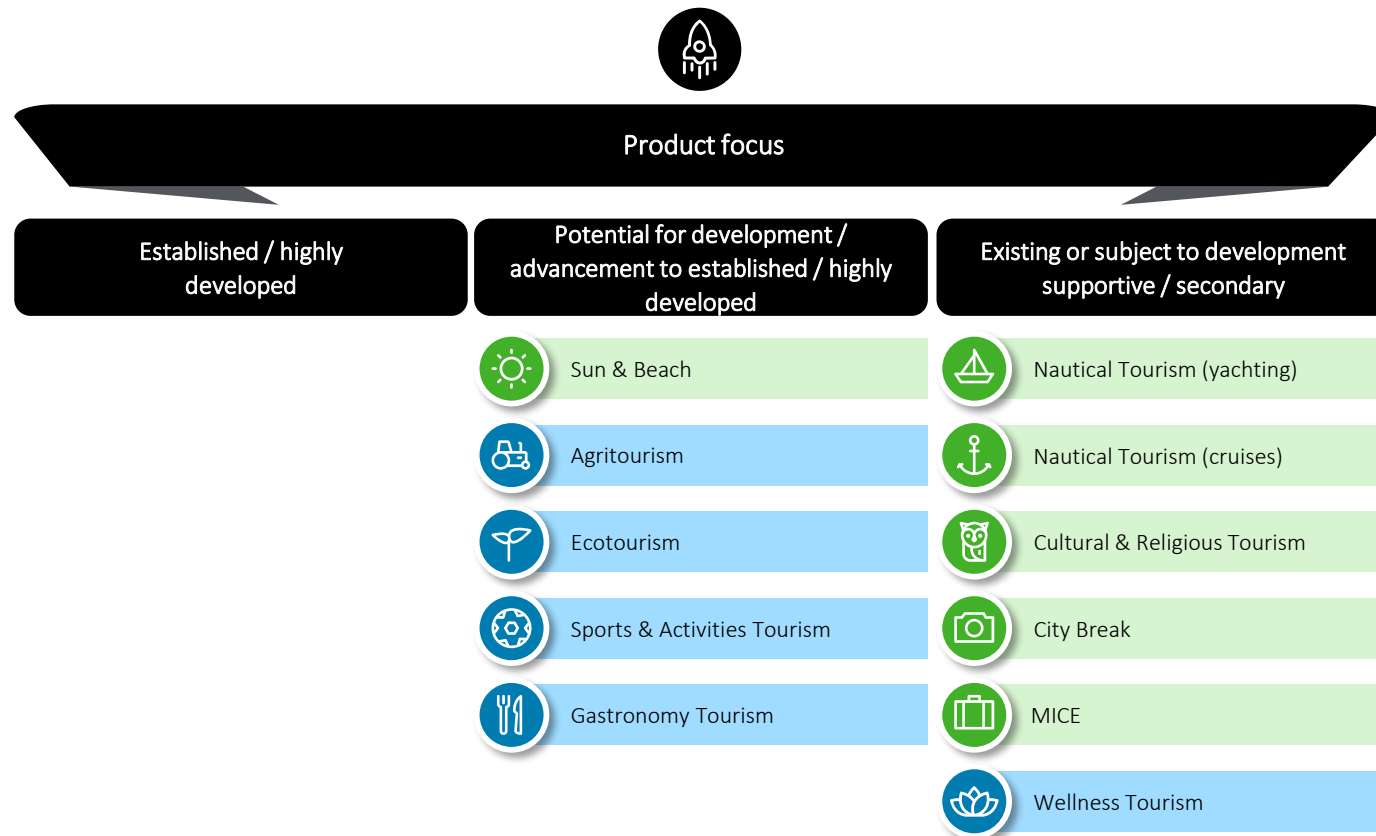 Product focus
Established / highly
developed
Potential for development /
advancement to established / highly
developed
Existing or subject to development
supportive / secondary
Sun & Beach
Agritourism
Ecotourism
Sports & Activities Tourism
Gastronomy Tourism
Nautical Tourism (yachting)
Nautical Tourism (cruises)
Cultural & Religious Tourism
City Break
MICE
Wellness Tourism